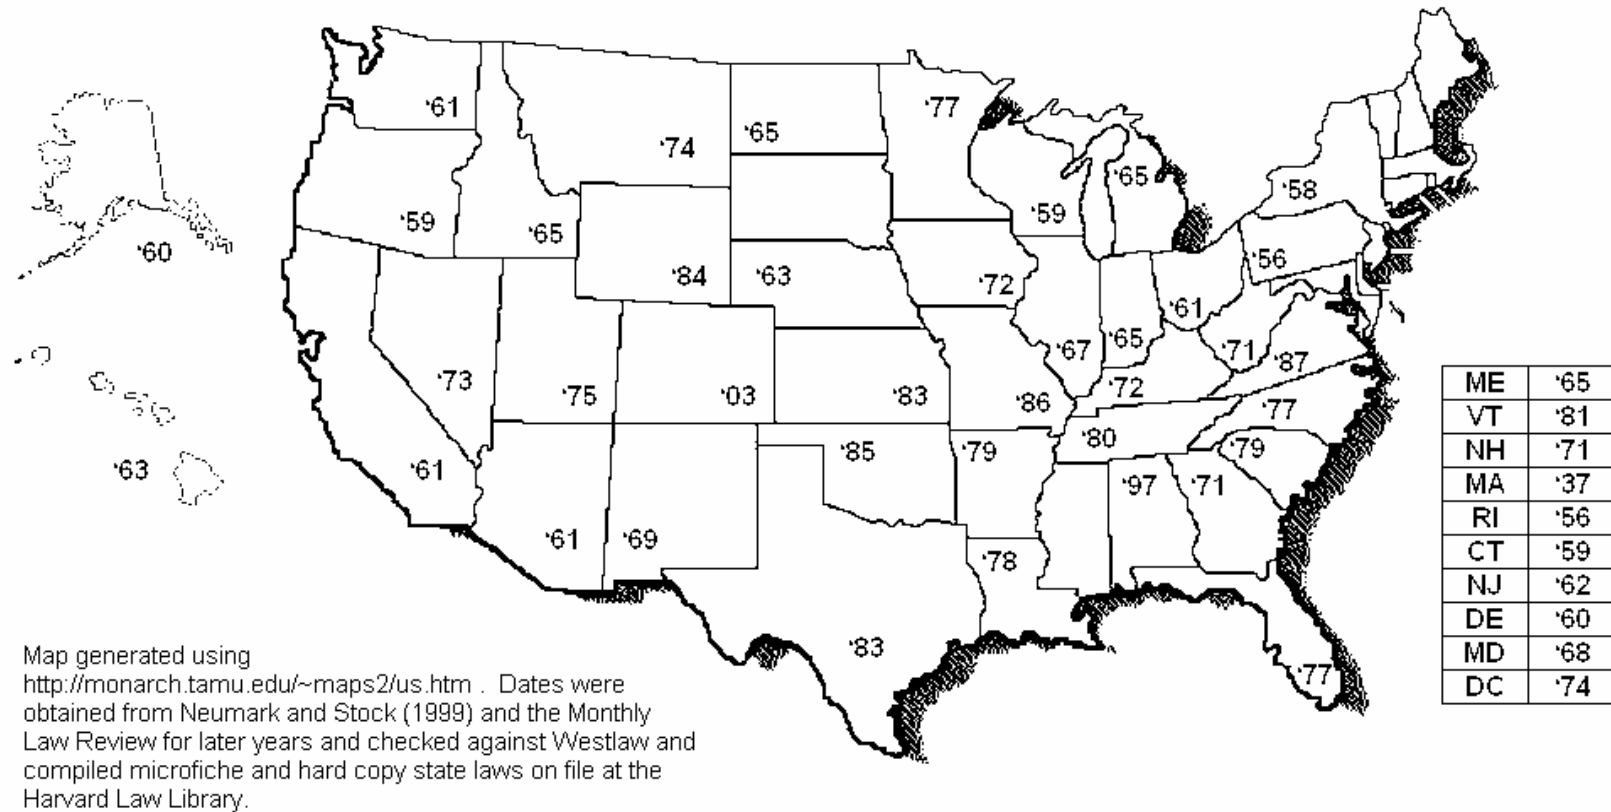 '61
'74
'65
'77
'65
'58
'59
'65
'59
'60
'84
'63
'72
'56
'61
'73
'75
'03
'83
'67
'65
'71
'87
'72
'86
'77
'63
'61
'85
'79
'80
'79
'97
'71
'61
'69
'78
'83
'77
ME '65
VT '81
NH '71
MA '37
RI '56
CT '59
NJ '62
DE '60
MD '68
DC '74
Map generated using
http://monarch.tamu.edu/~maps2/us.htm . Dates were
obtained from Neumark and Stock (1999) and the Monthly
Law Review for later years and checked against Westlaw and
compiled microfiche and hard copy state laws on file at the
Harvard Law Library.